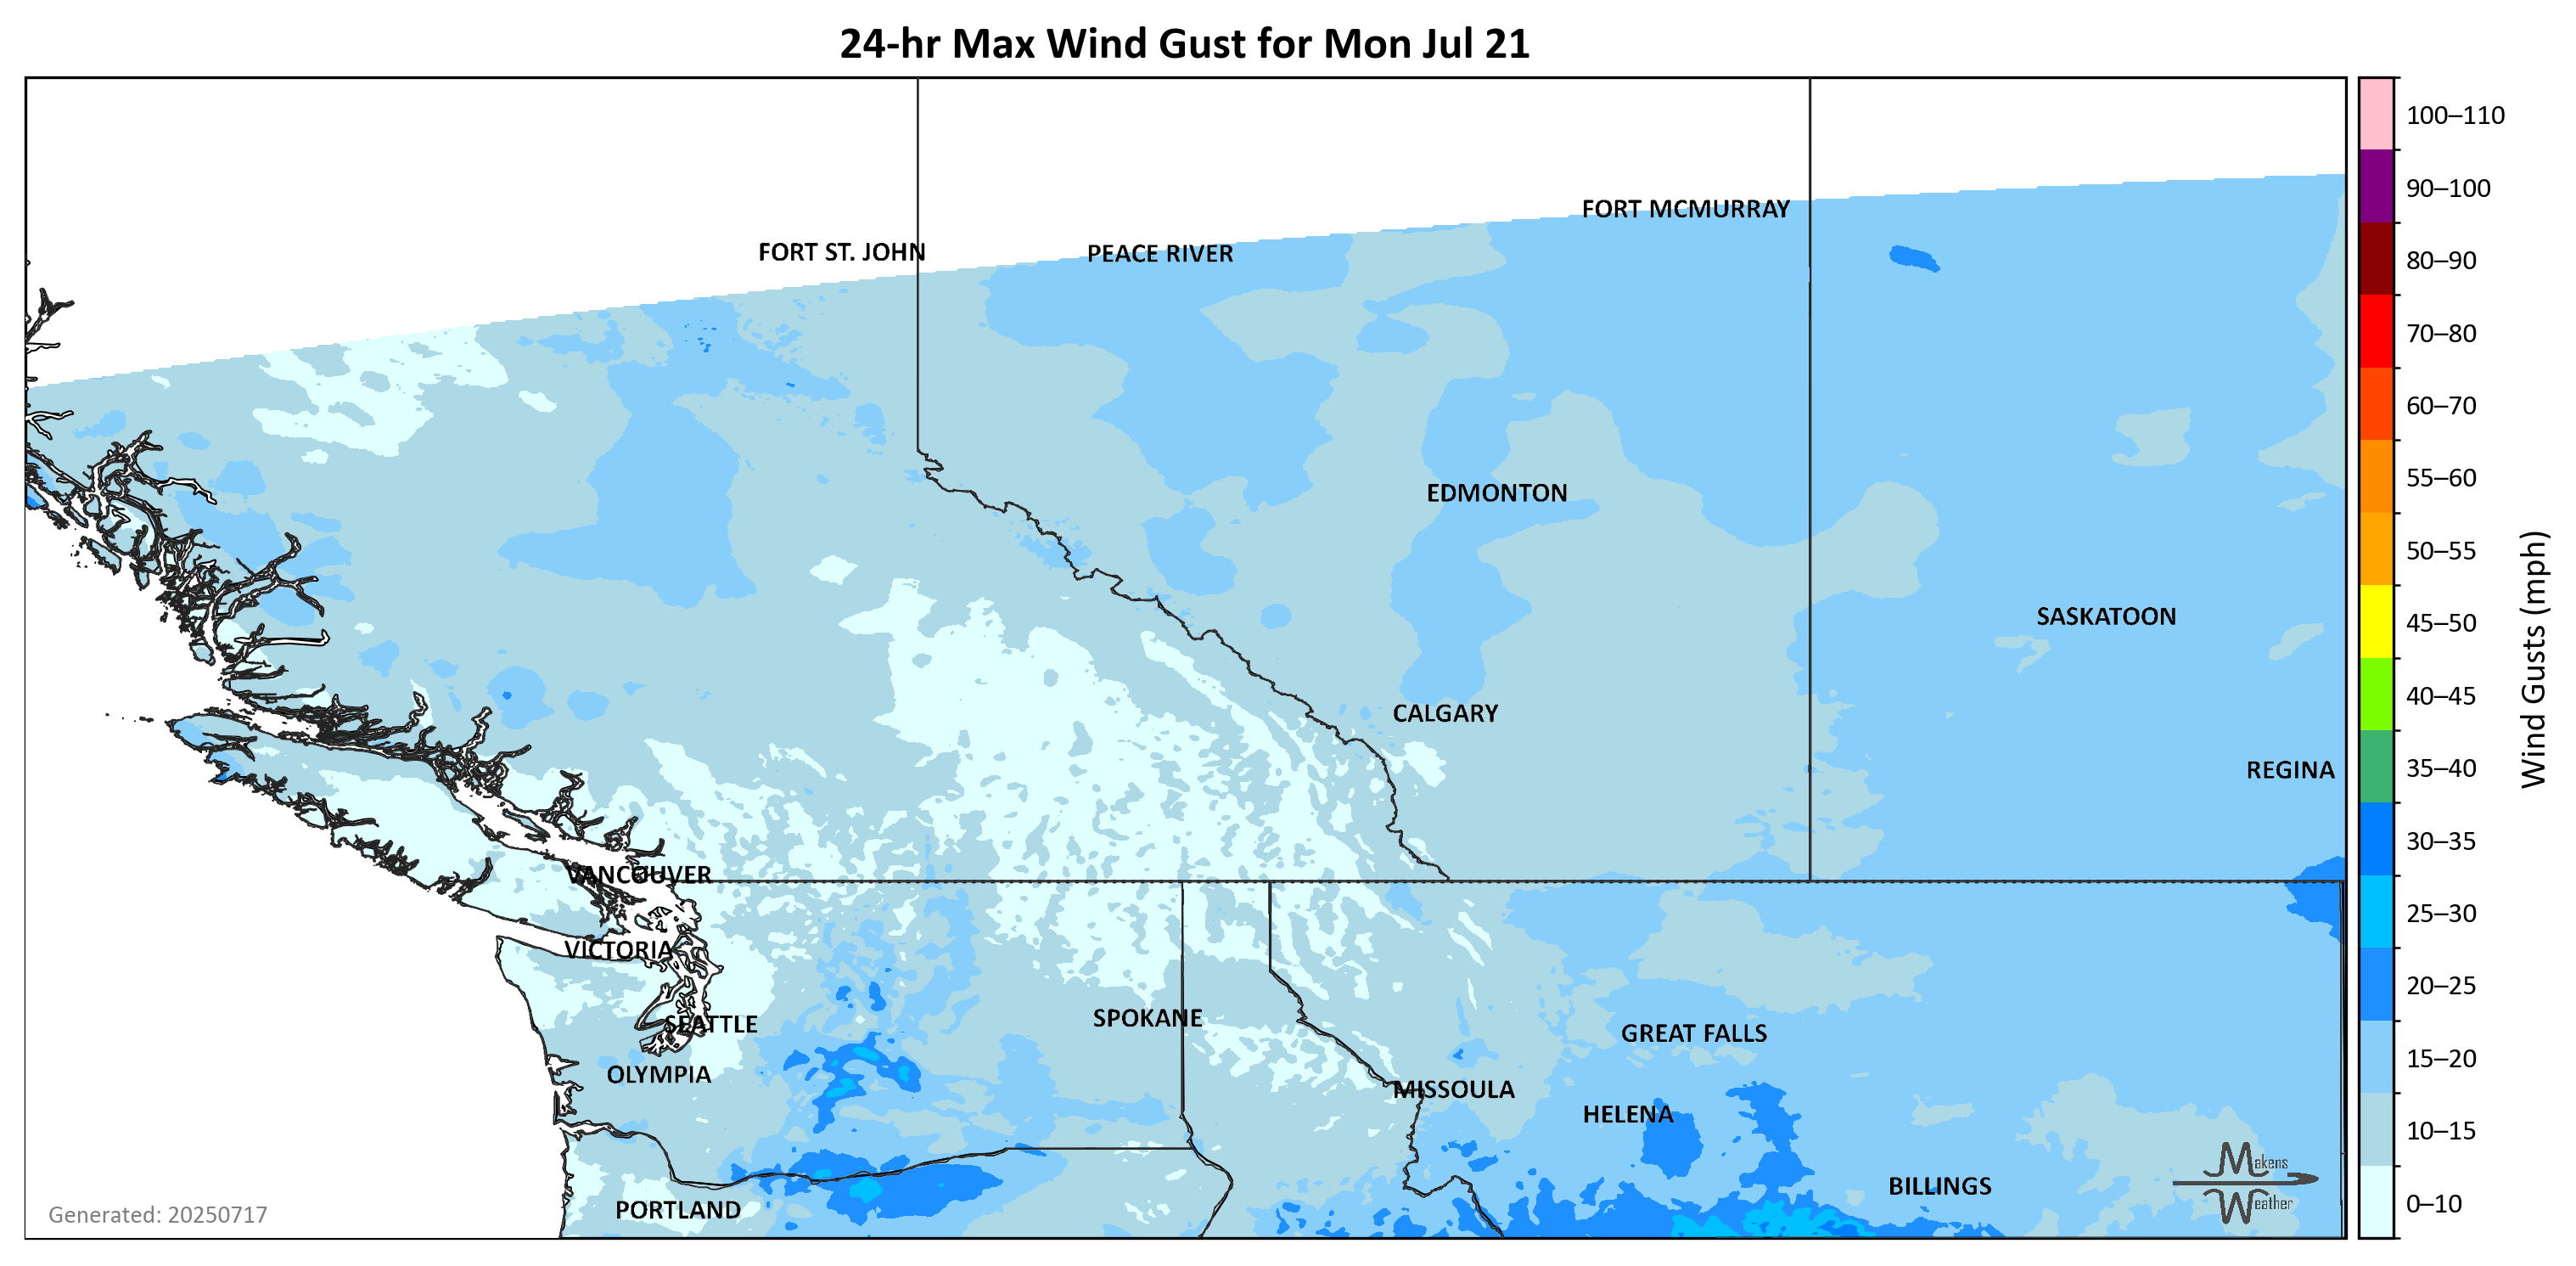 24-hr Max Wind Gust for Mon Jul 21
100–110
90–100
80–90
70–80
60–70
55–60
50–55
45–50
40–45
35–40
30–35
25–30
20–25
15–20
10–15
0–10
Wind Gusts (mph)
FORT MCMURRAY
FORT ST. JOHN
PEACE RIVER
EDMONTON
SASKATOON
CALGARY
REGINA
VANCOUVER
VICTORIA
SEATTLE
SPOKANE
GREAT FALLS
OLYMPIA
MISSOULA
HELENA
BILLINGS
PORTLAND
Makens
Weather
Generated: 20250717